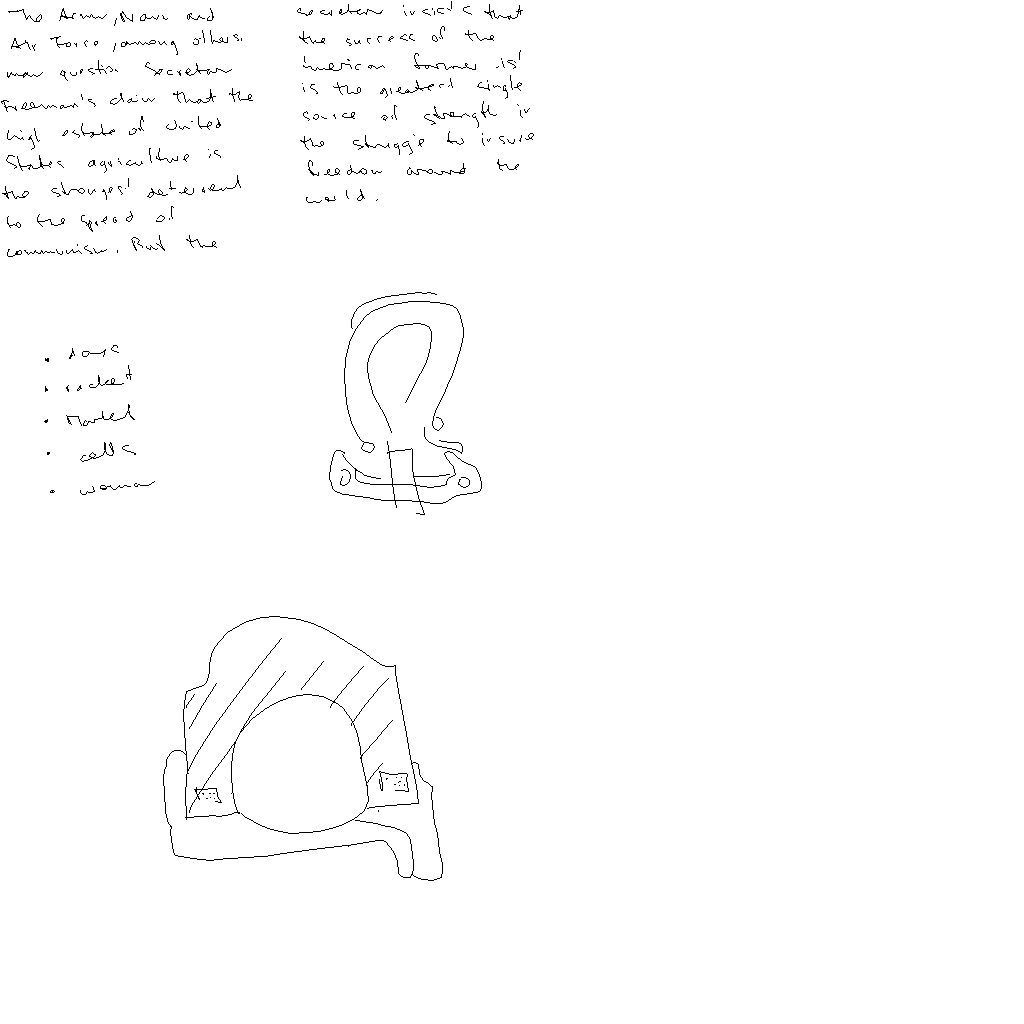 The Army, Navy and
Air Force, among others,
may question Secretary
Freeman's claim that the
high estate of United
States agriculture is
the strongest deterrent
to the spread of
communism. But the
secretary insists that
the success of the
American farmer is
is the greatest single
source of strength in
the struggle to insure
freedom around the
world.
• rocket
• Market
• cells
• woman